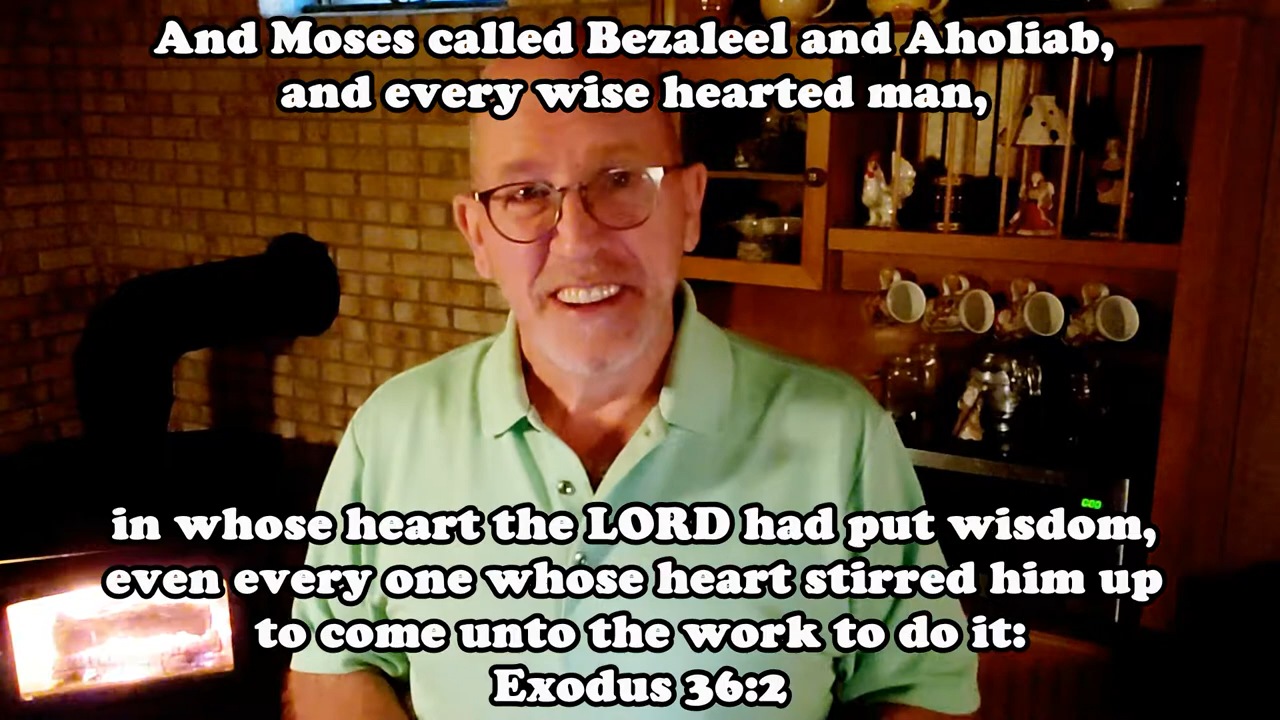 And Moses called Bezaleel and Aholiab,
and every wise hearted man,
in whose heart the LORD had put wisdom,
even every one whose heart stirred him up
to come unto the work to do it:
Exodus 36:2